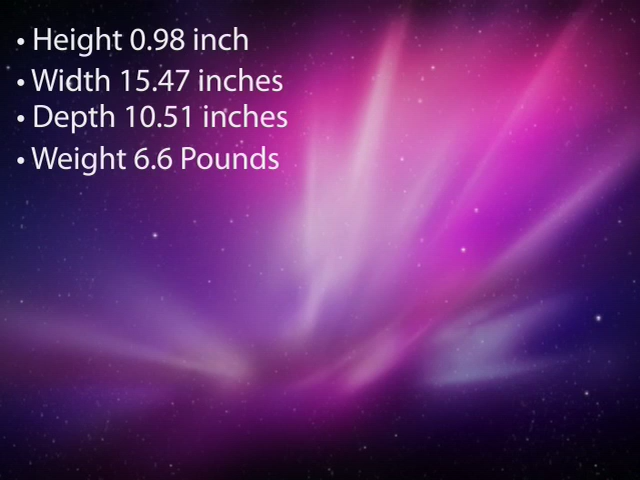 • Height 0.98 inch
• Width 15.47 inches
• Depth 10.51 inches
• Weight 6.6 Pounds